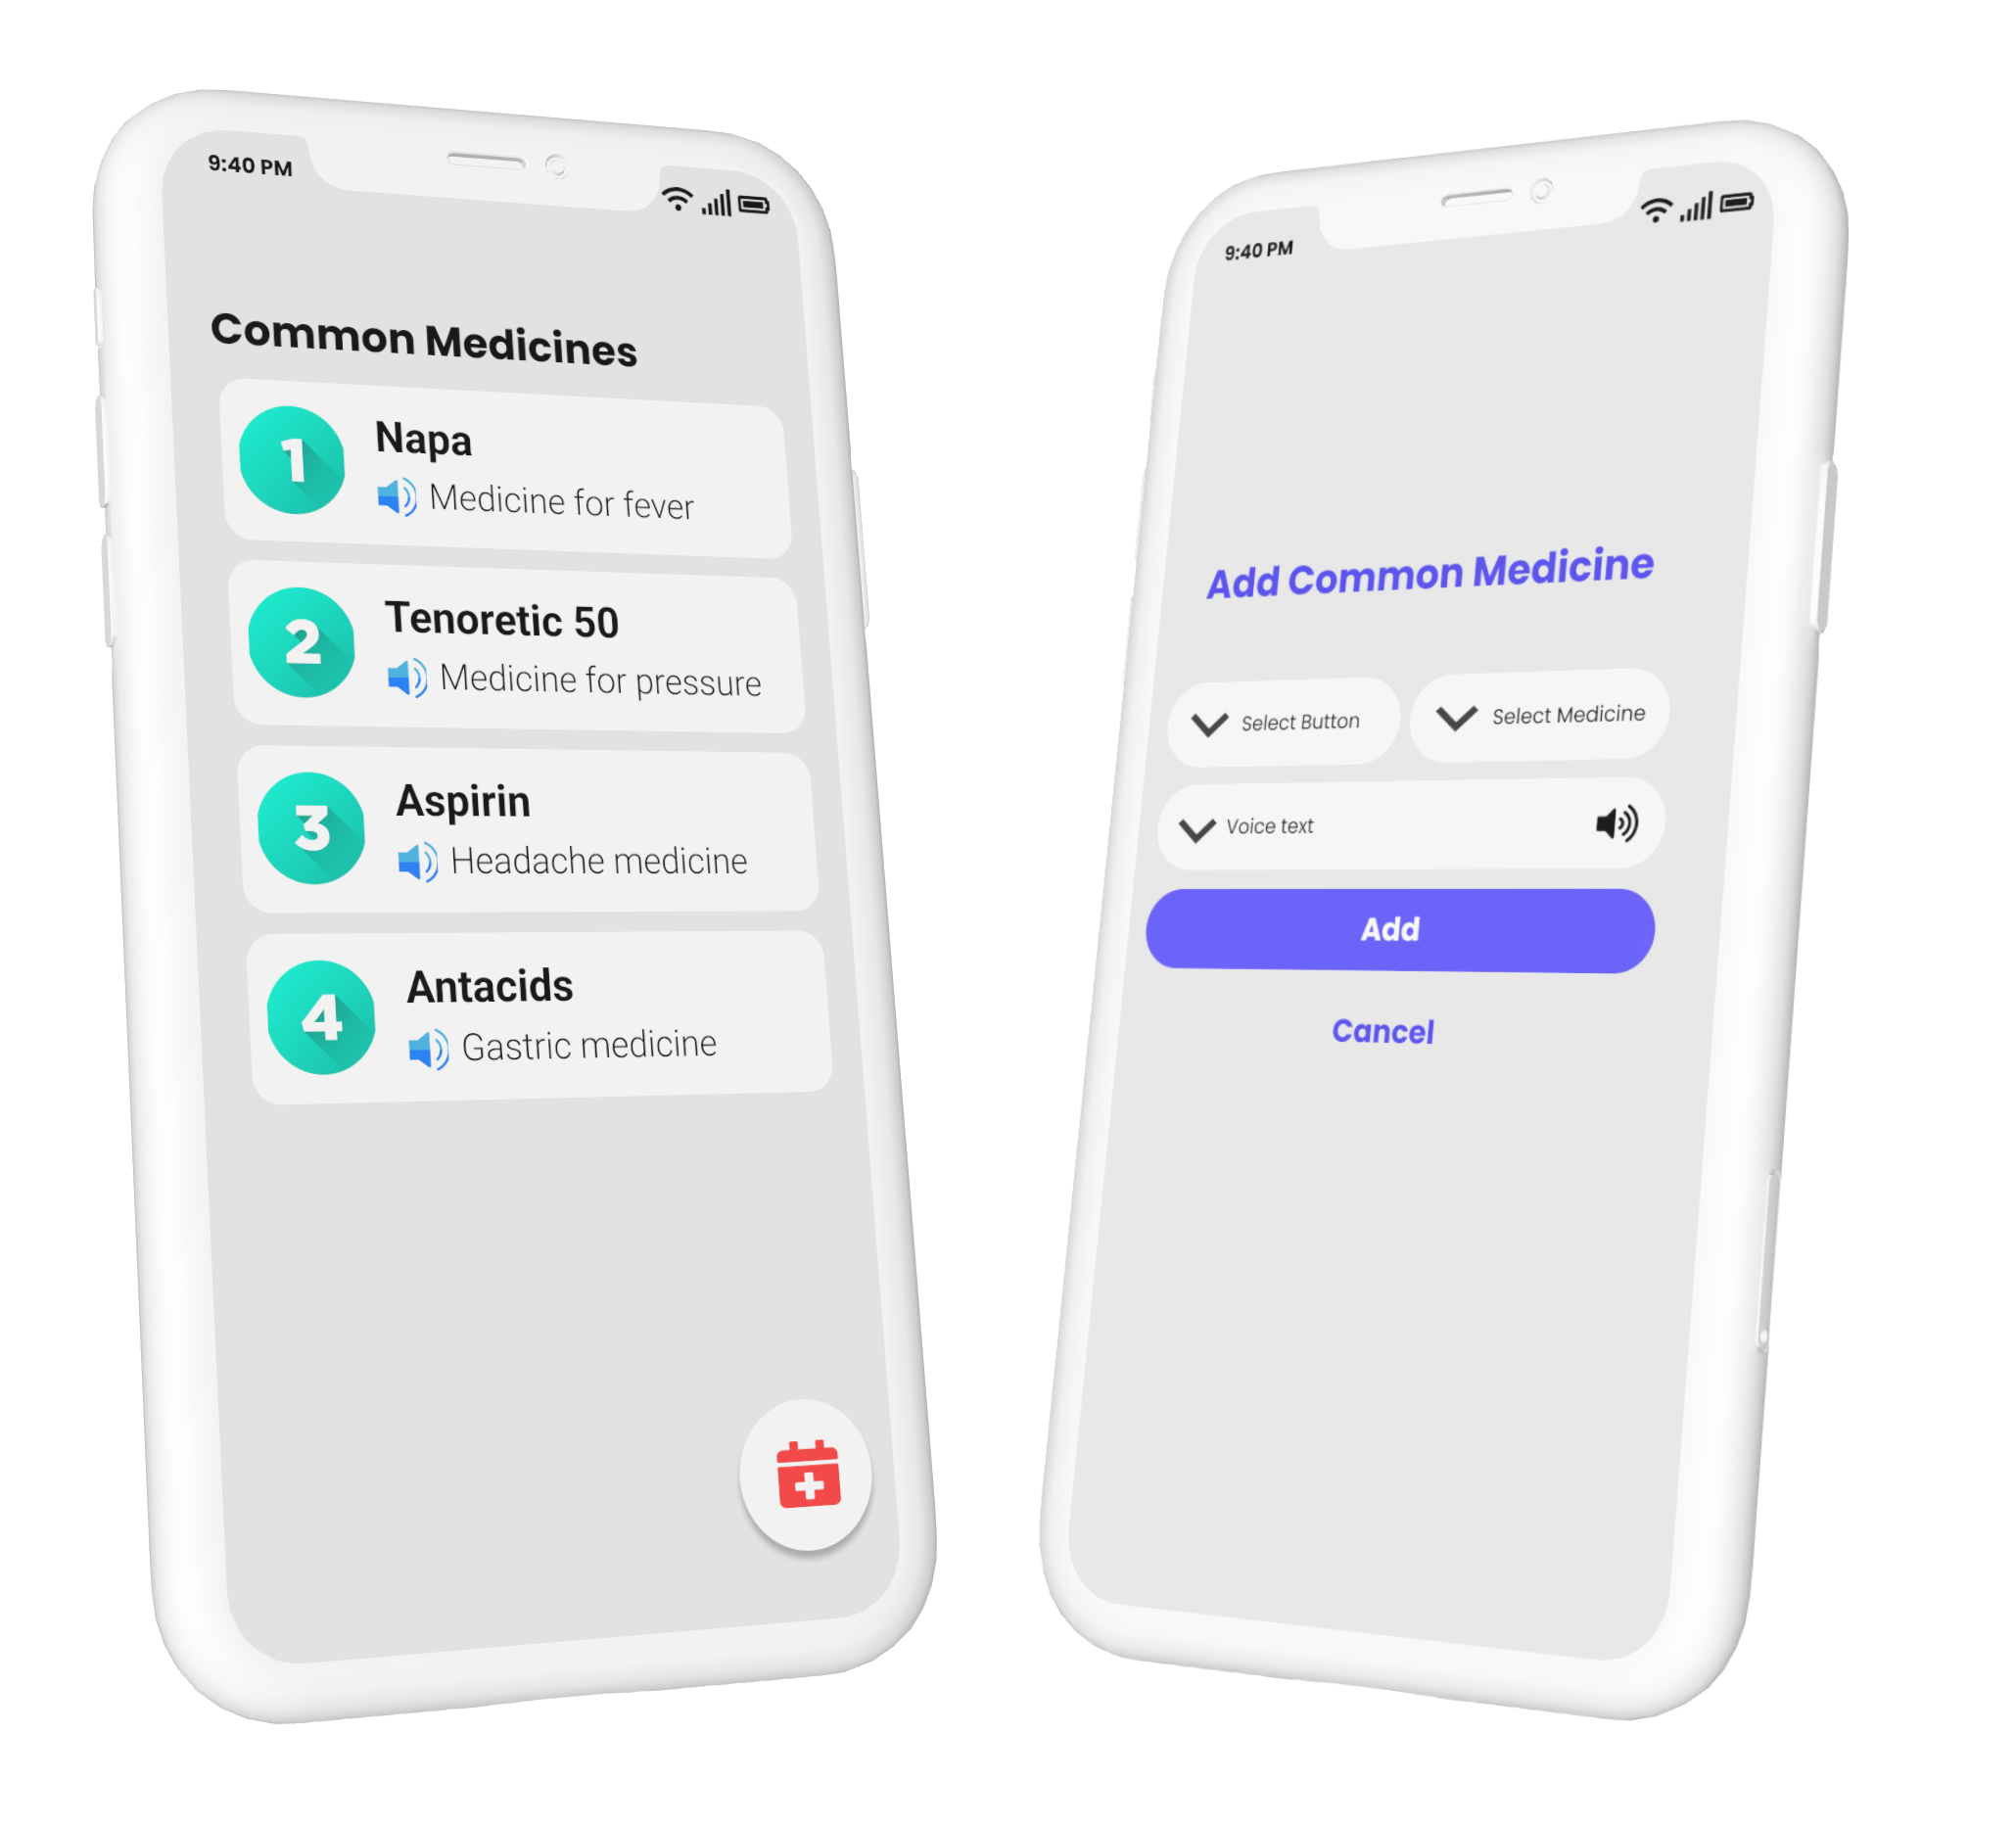 9:40 PM
Common Medicines
1
Napa
Medicine for fever
2
Tenoretic 50
Medicine for pressure
3
Aspirin
Headache medicine
4
Antacids
Gastric medicine
9:40 PM
Add Common Medicine
Select Button
Select Medicine
Voice text
Add
Cancel